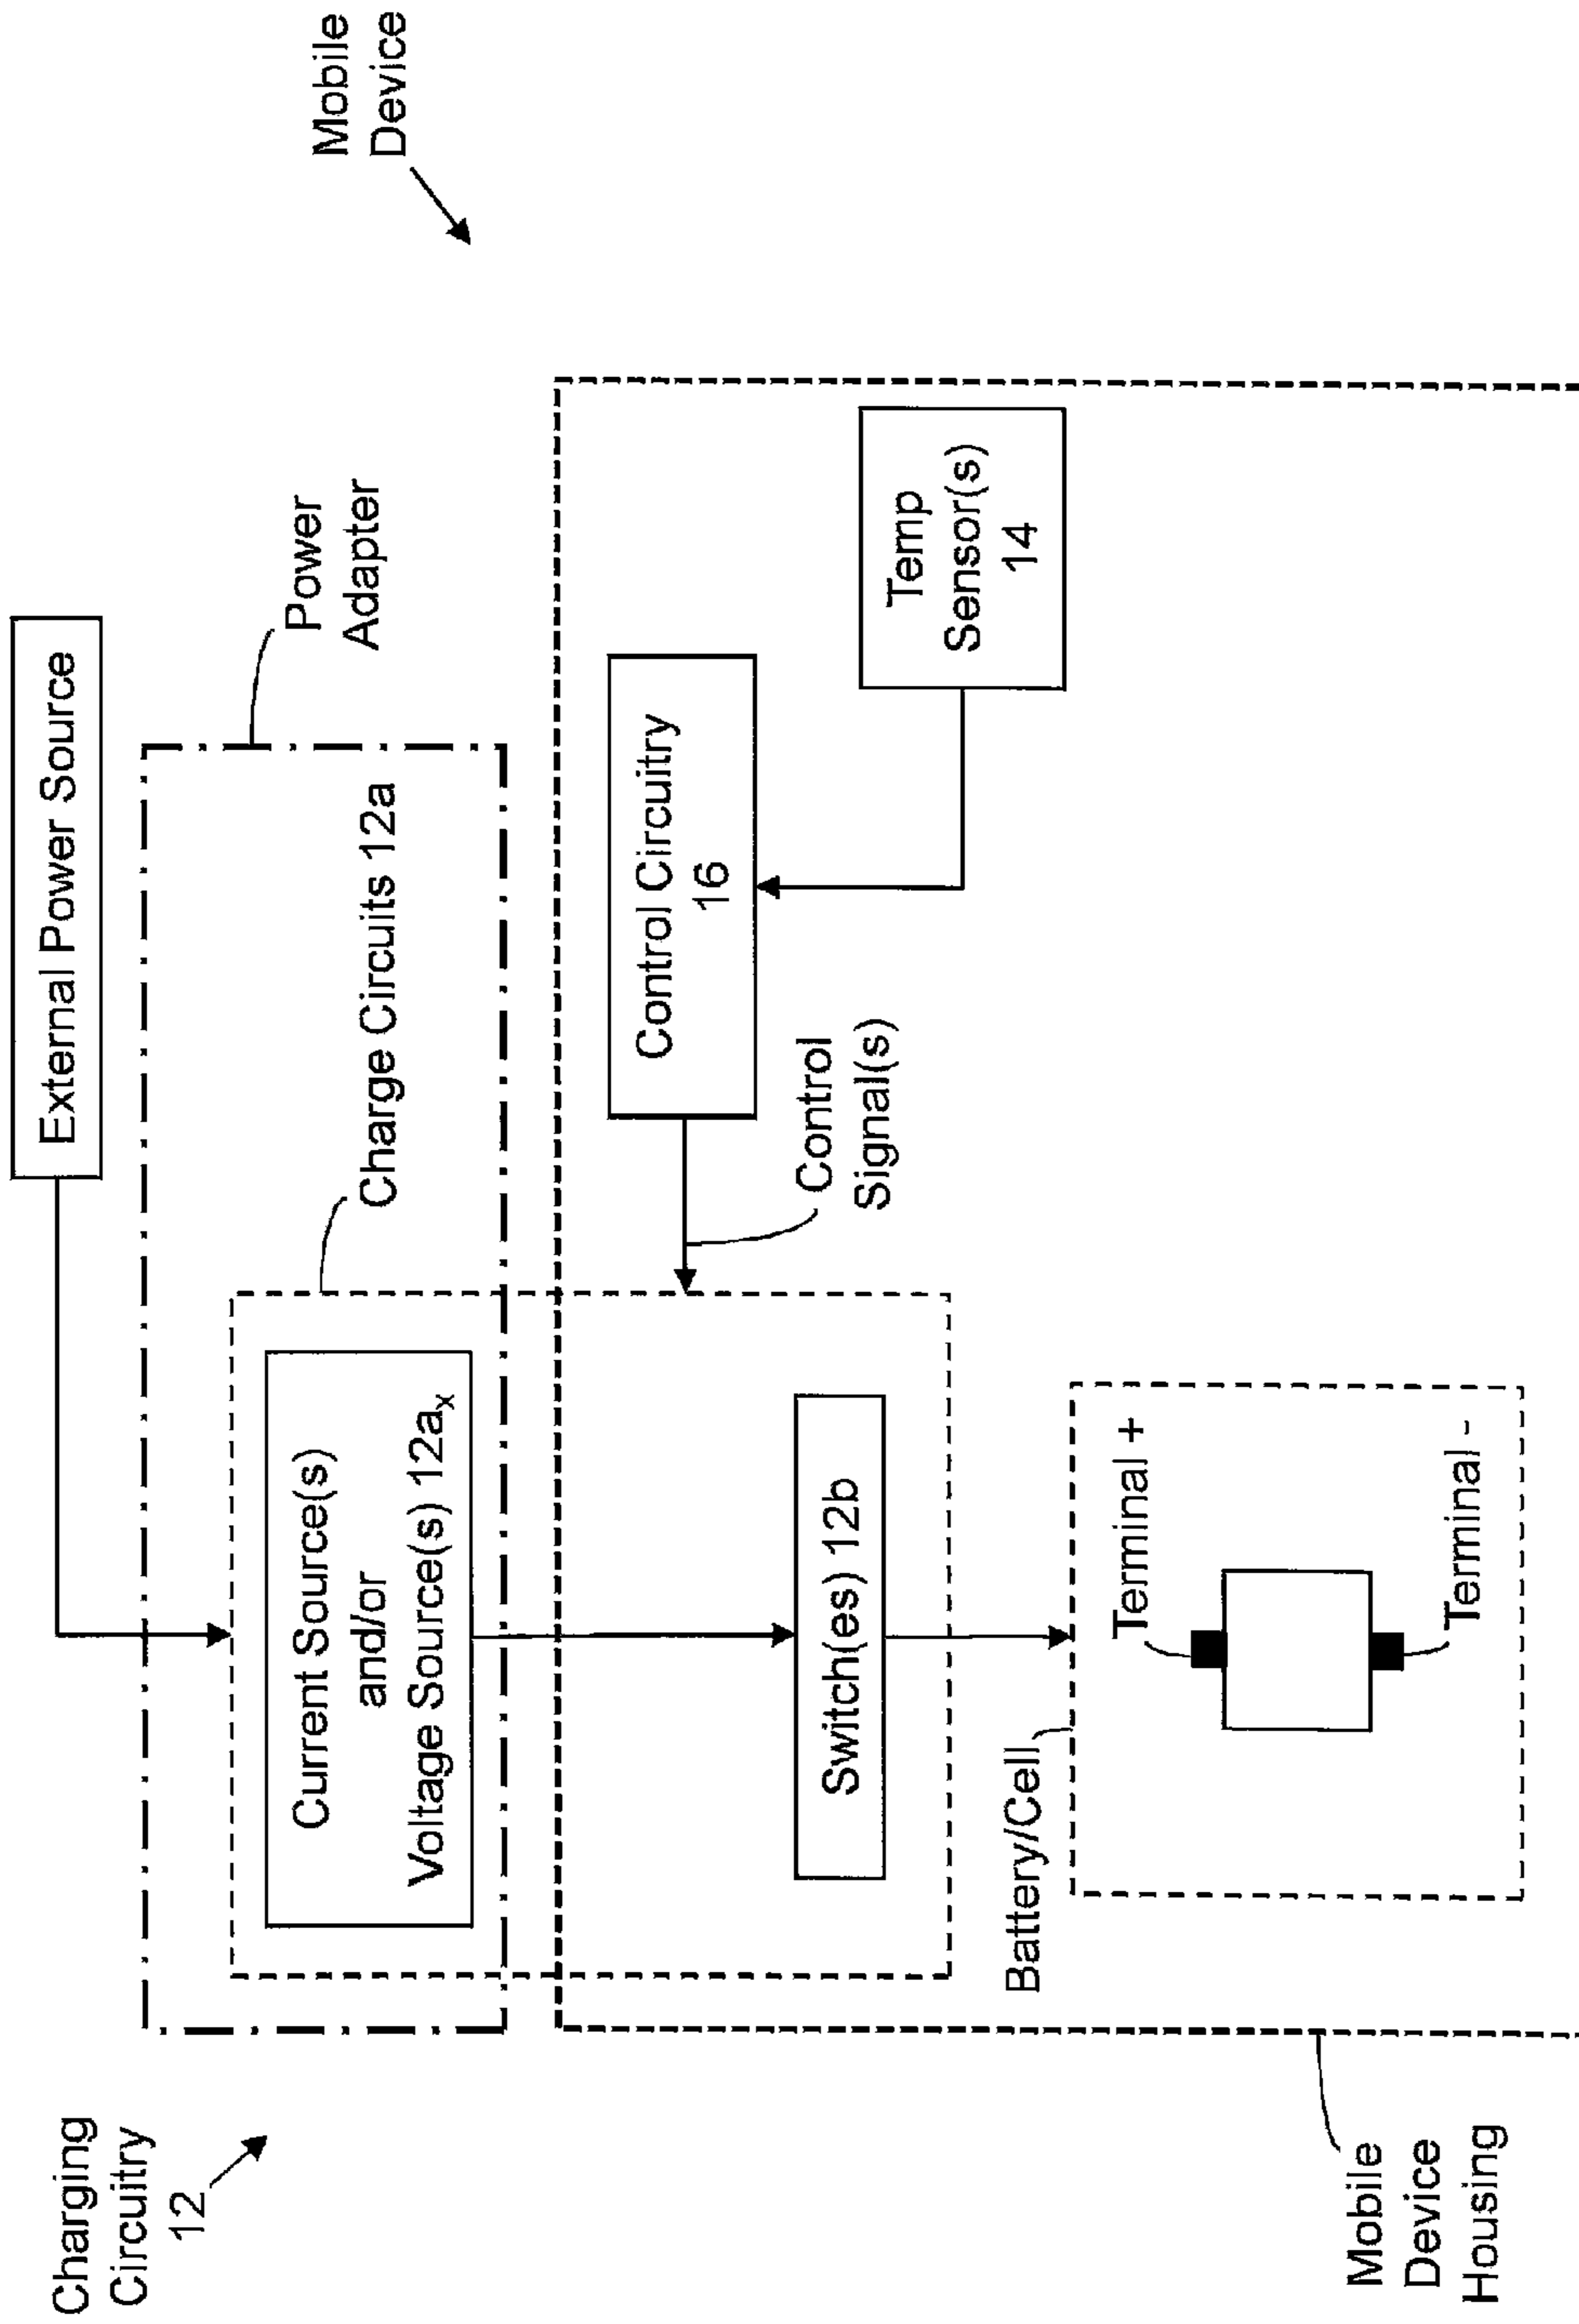 Charging
Circuitry
12
External Power Source
Power
Adapter
Mobile
Device
Charge Circuits 12a
Current Source(s)
and/or
Voltage Source(s) 12aₓ
Control Circuitry
16
Control
Signal(s)
Temp
Sensor(s)
14
Switch(es) 12b
Battery/Cell
Terminal +
Terminal -
Mobile
Device
Housing